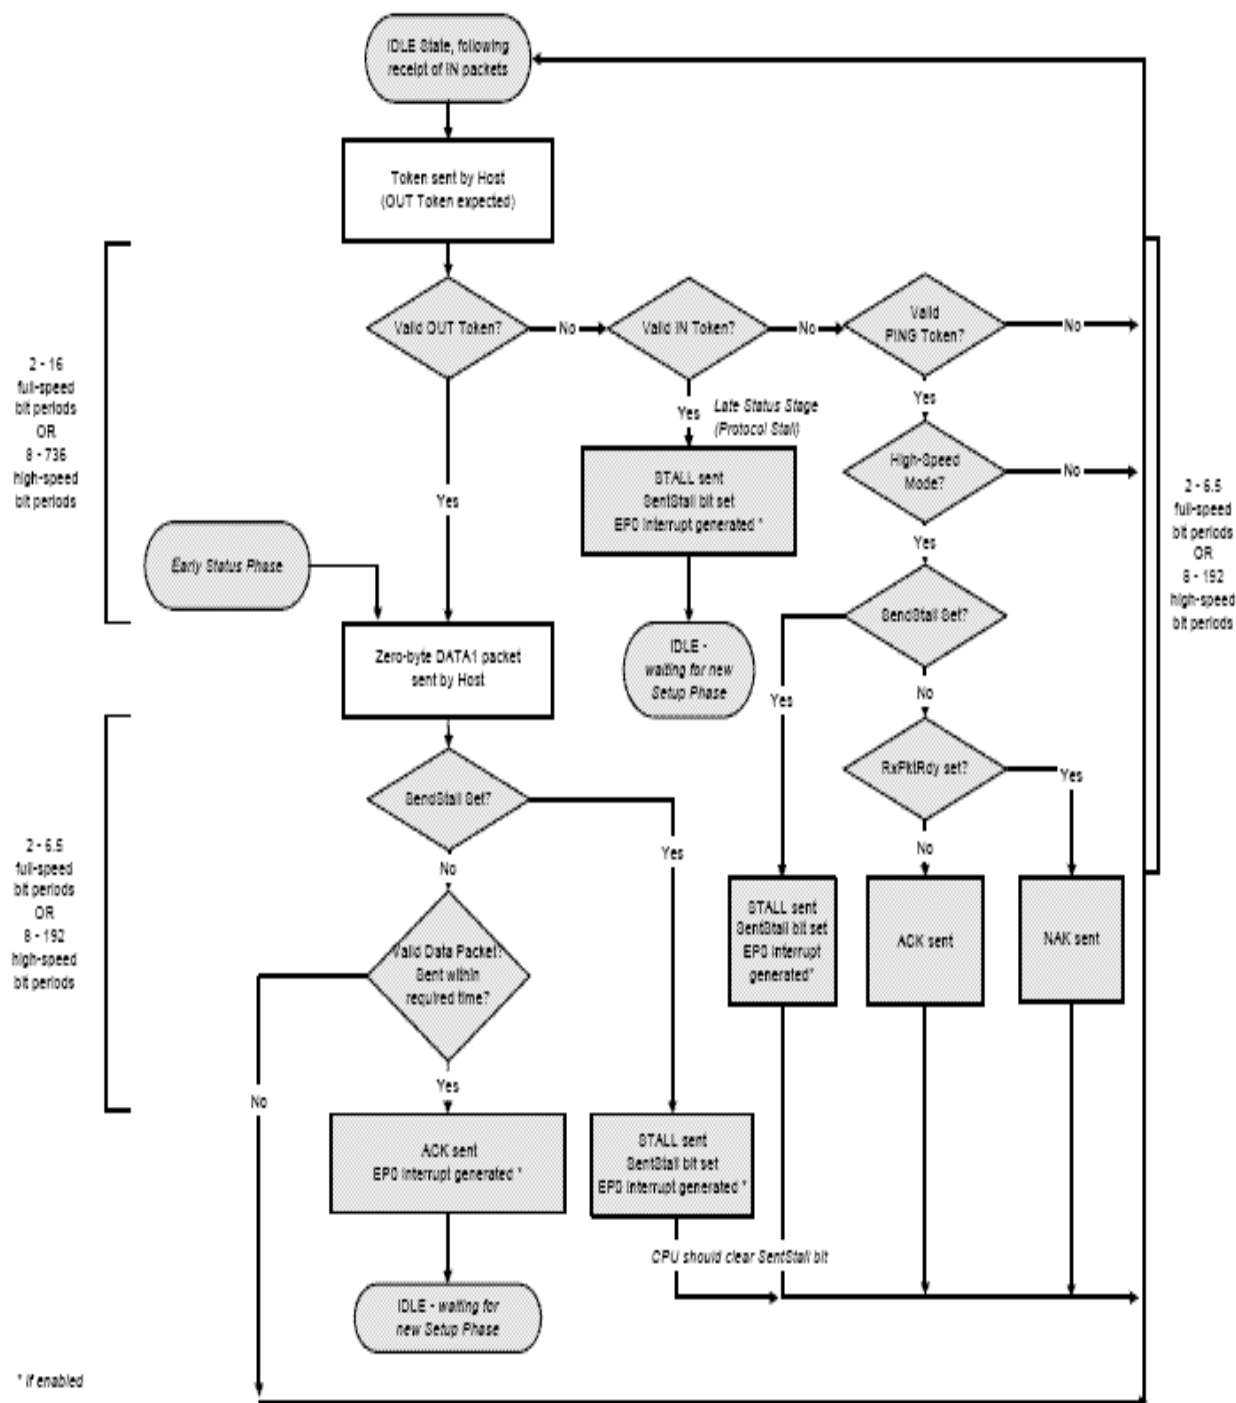 IDLE State, following
receipt of IN packets
Token sent by Host
(OUT Token expected)
Valid OUT Token?
No
Valid IN Token?
No
Valid
PING Token?
No
2 - 16
full-speed
bit periods
OR
8 - 736
high-speed
bit periods
Yes
Late Status Stage
(Protocol Stall)
Yes
High-Speed
Mode?
No
STALL sent
SentStall bit set
EP0 Interrupt generated *
Yes
Yes
2 - 6.5
full-speed
bit periods
OR
8 - 192
high-speed
bit periods
Early Status Phase
SendStall Set?
Zero-byte DATA1 packet
sent by Host
IDLE -
waiting for new
Setup Phase
Yes
No
SendStall Set?
RxPktRdy set?
Yes
2 - 6.5
full-speed
bit periods
OR
8 - 192
high-speed
bit periods
No
Yes
No
Valid Data Packet?
Sent within
required time?
STALL sent
SentStall bit set
EP0 Interrupt
generated*
ACK sent
NAK sent
No
Yes
ACK sent
EP0 Interrupt generated *
STALL sent
SentStall bit set
EP0 Interrupt generated *
CPU should clear SentStall bit
IDLE - waiting for
new Setup Phase
* If enabled